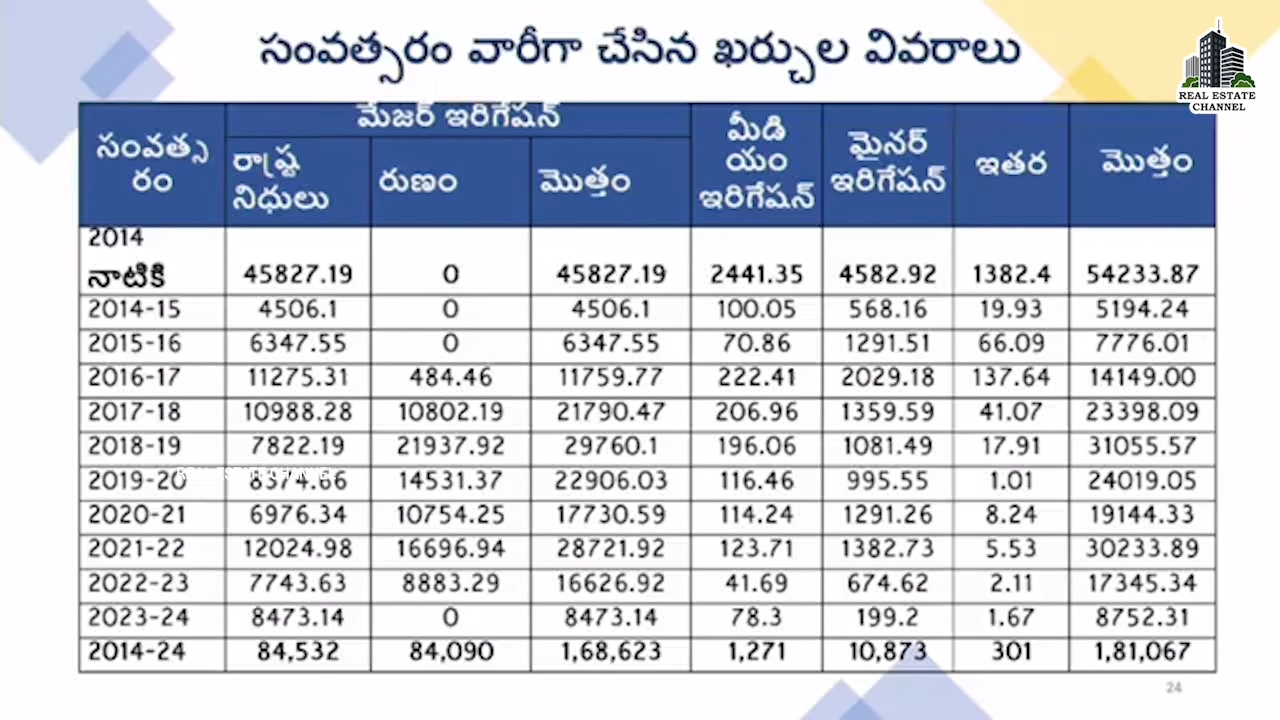 సంవత్సరం వారీగా చేసిన ఖర్చుల వివరాలు
REAL ESTATE
CHANNEL
సంవత్స
రం
మేజర్ ఇరిగేషన్
రాష్ట్ర
నిధులు
రుణం
మొత్తం
మీడి
యం
ఇరిగేషన్
మైనర్
ఇరిగేషన్
ఇతర
మొత్తం
2014
నాటికి 45827.19 0 45827.19 2441.35 4582.92 1382.4 54233.87
2014-15 4506.1 0 4506.1 100.05 568.16 19.93 5194.24
2015-16 6347.55 0 6347.55 70.86 1291.51 66.09 7776.01
2016-17 11275.31 484.46 11759.77 222.41 2029.18 137.64 14149.00
2017-18 10988.28 10802.19 21790.47 206.96 1359.59 41.07 23398.09
2018-19 7822.19 21937.92 29760.1 196.06 1081.49 17.91 31055.57
REAL ESTATE CHANNEL
2019-20 8374.66 14531.37 22906.03 116.46 995.55 1.01 24019.05
2020-21 6976.34 10754.25 17730.59 114.24 1291.26 8.24 19144.33
2021-22 12024.98 16696.94 28721.92 123.71 1382.73 5.53 30233.89
2022-23 7743.63 8883.29 16626.92 41.69 674.62 2.11 17345.34
2023-24 8473.14 0 8473.14 78.3 199.2 1.67 8752.31
2014-24 84,532 84,090 1,68,623 1,271 10,873 301 1,81,067
24